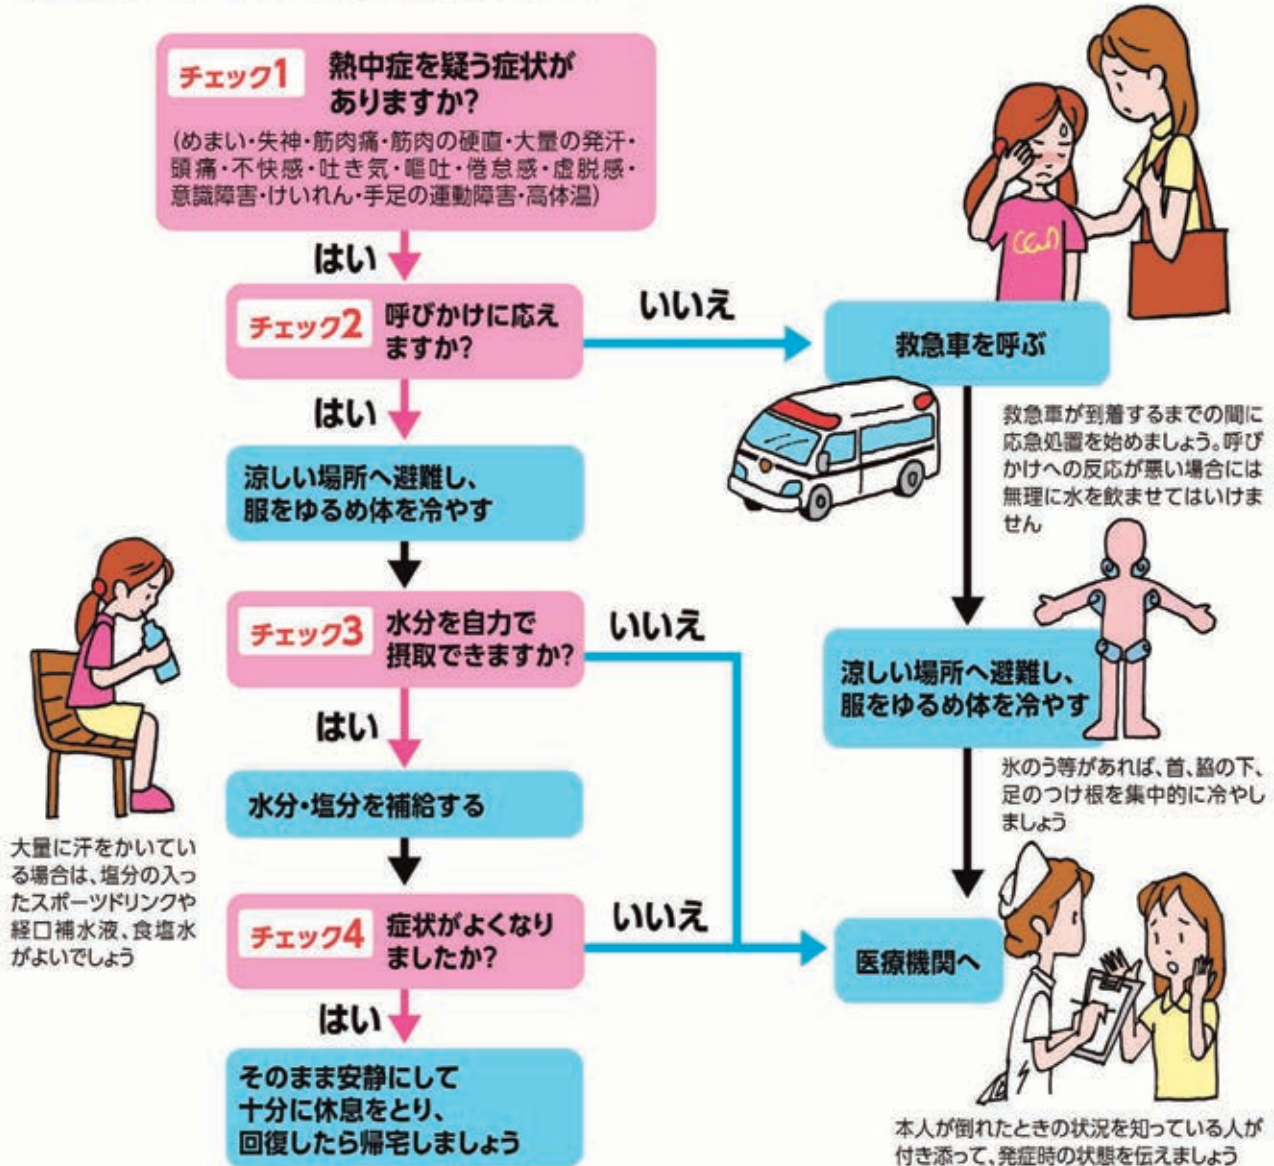 チェック1
熱中症を疑う症状が
ありますか?
(めまい・失神・筋肉痛・筋肉の硬直・大量の発汗・
頭痛・不快感・吐き気・嘔吐・倦怠感・虚脱感・
意識障害・けいれん・手足の運動障害・高体温)
はい
チェック2
呼びかけに応え
ますか?
いいえ
救急車を呼ぶ
はい
救急車が到着するまでの間に
応急処置を始めましょう。呼び
かけへの反応が悪い場合には
無理に水を飲ませてはいけま
せん
涼しい場所へ避難し、
服をゆるめ体を冷やす
チェック3
水分を自力で
摂取できますか?
いいえ
涼しい場所へ避難し、
服をゆるめ体を冷やす
氷のう等があれば、首、脇の下、
足のつけ根を集中的に冷やし
ましょう
はい
水分・塩分を補給する
大量に汗をかいてい
る場合は、塩分の入っ
たスポーツドリンクや
経口補水液、食塩水
がよいでしょう
チェック4
症状がよくなり
ましたか?
いいえ
医療機関へ
はい
そのまま安静にして
十分に休息をとり、
回復したら帰宅しましょう
本人が倒れたときの状況を知っている人が
付き添って、発症時の状態を伝えましょう